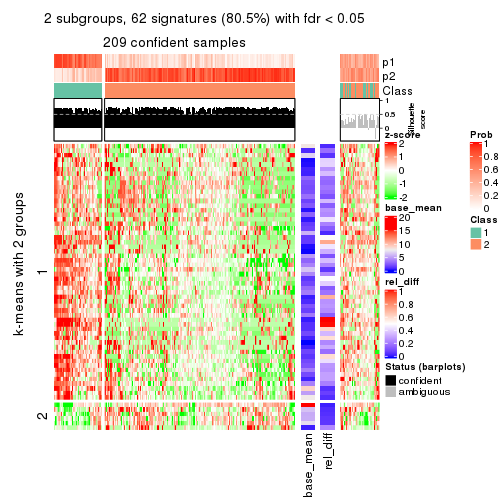 2 subgroups, 62 signatures (80.5%) with fdr < 0.05
209 confident samples
p1
p2
Class
1
0.5
0
Silhouette
score
k-means with 2 groups
1
2
base_mean
rel_diff
z-score
2
1
0
-1
-2
base_mean
20
15
10
5
0
rel_diff
1
0.8
0.6
0.4
0.2
0
Status (barplots)
confident
ambiguous
Prob
1
0.8
0.6
0.4
0.2
0
Class
1
2